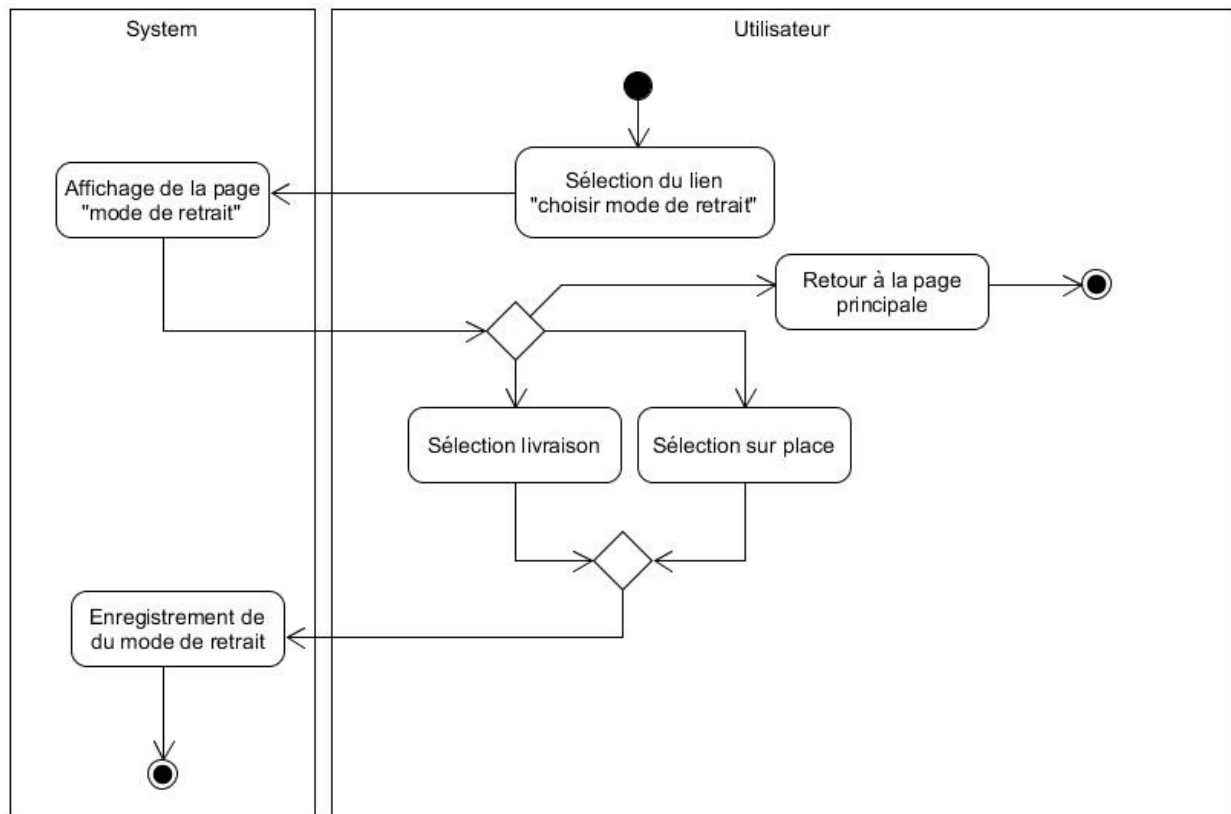 System
Utilisateur
Sélection du lien
"choisir mode de retrait"
Affichage de la page
"mode de retrait"
Retour à la page
principale
Sélection livraison
Sélection sur place
Enregistrement de
du mode de retrait